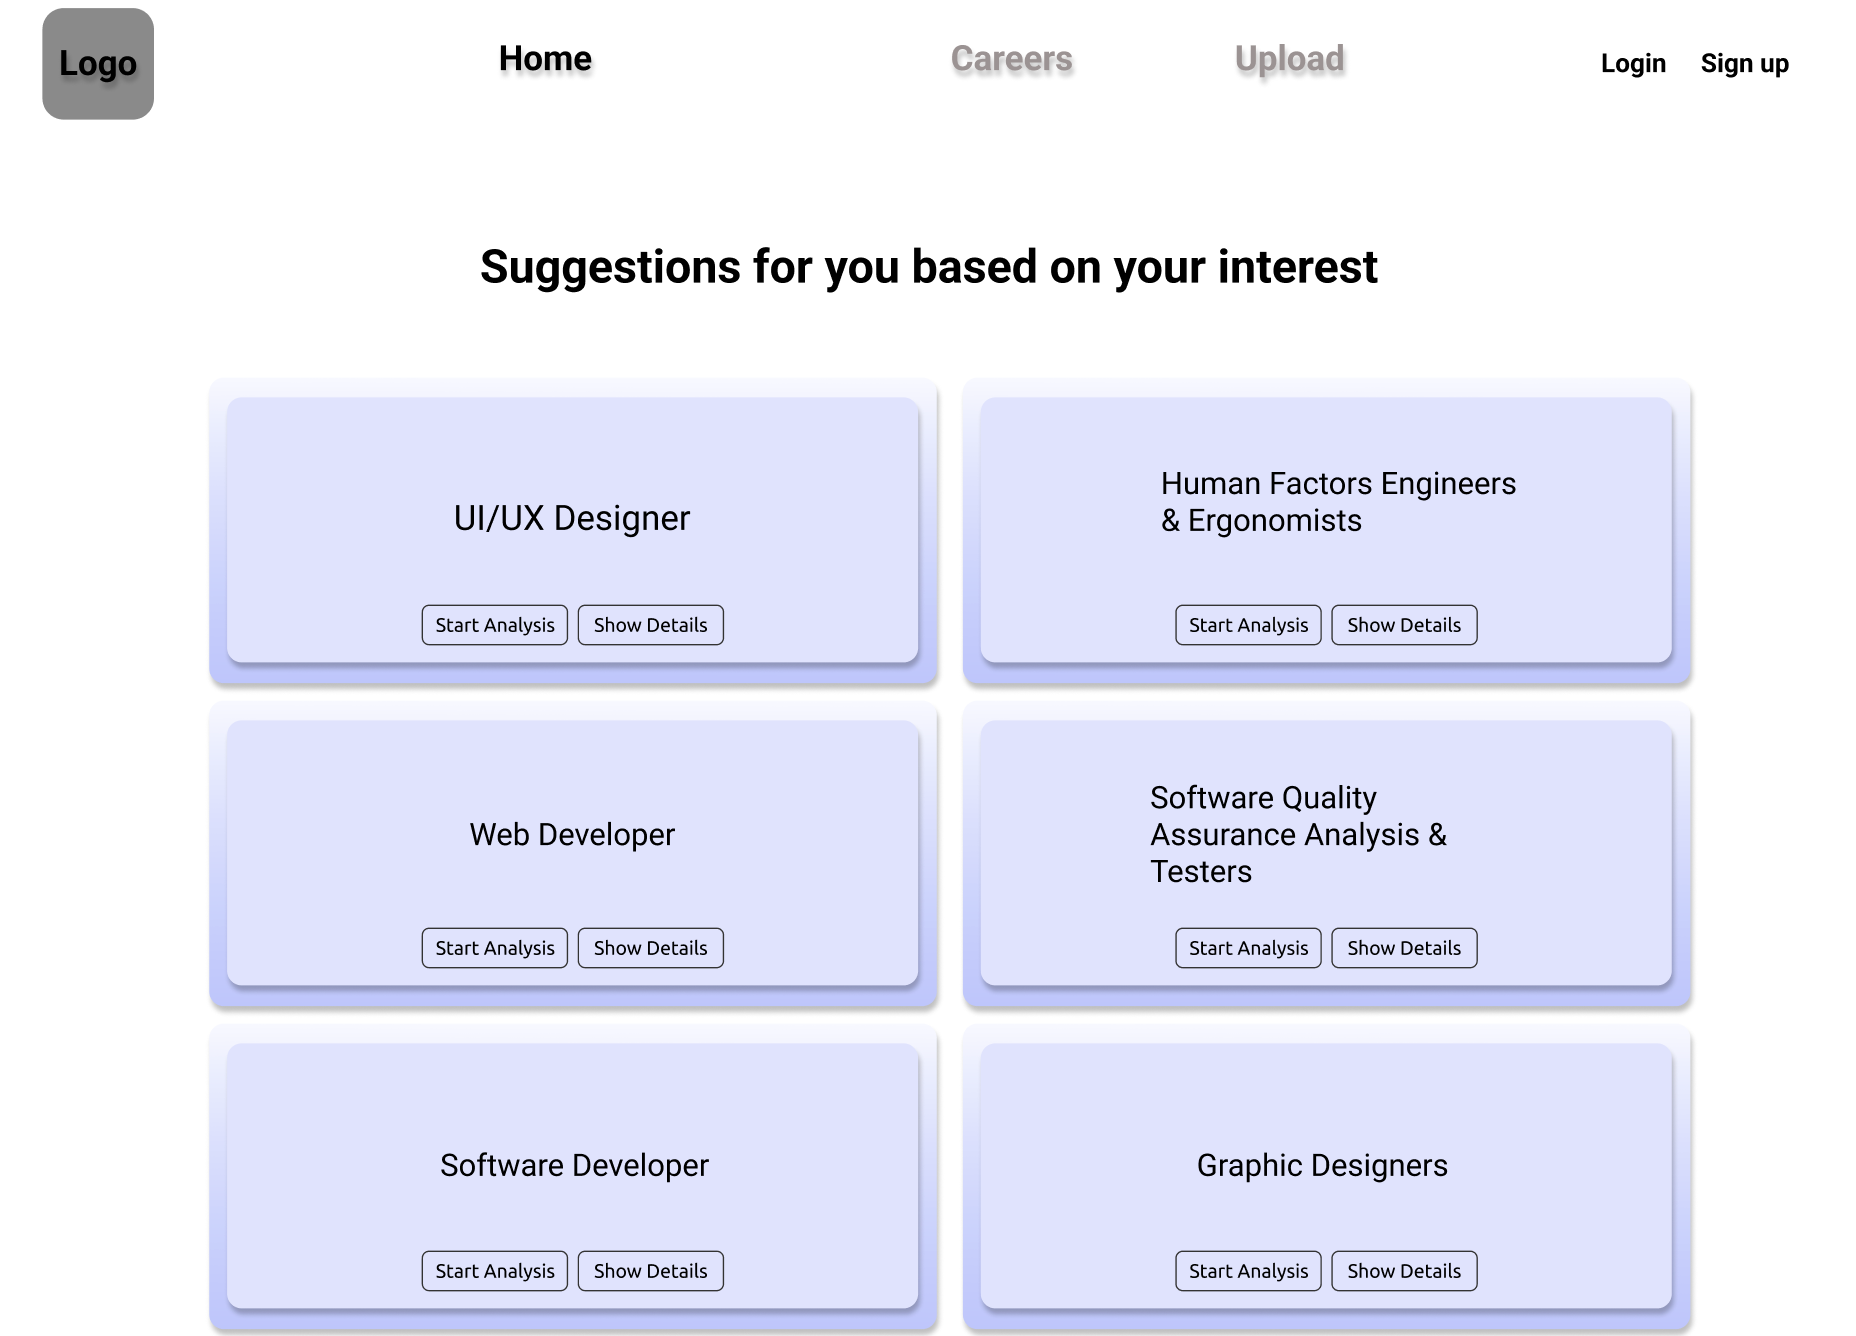 Logo
Home
Careers
Upload
Login
Sign up
Suggestions for you based on your interest
UI/UX Designer
Start Analysis
Show Details
Human Factors Engineers
& Ergonomists
Start Analysis
Show Details
Web Developer
Start Analysis
Show Details
Software Quality
Assurance Analysis &
Testers
Start Analysis
Show Details
Software Developer
Start Analysis
Show Details
Graphic Designers
Start Analysis
Show Details